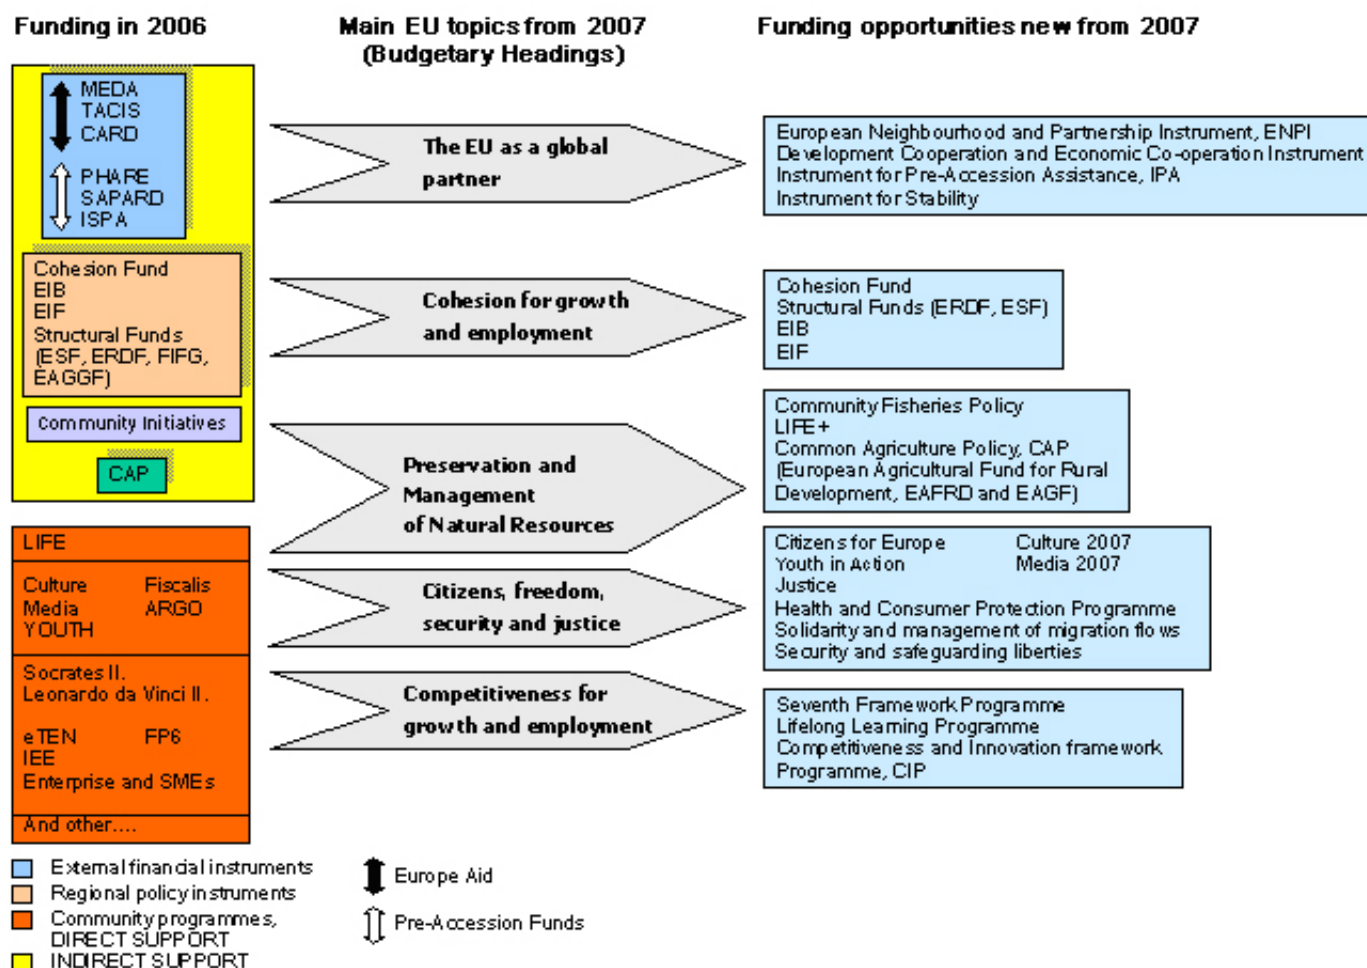 Funding in 2006
Main EU topics from 2007
(Budgetary Headings)
Funding opportunities new from 2007
MEDA
TACIS
CARD
PHARE
SAPARD
ISPA
Cohesion Fund
EIB
EIF
Structural Funds
(ESF, ERDF, FIFG,
EAGGF)
Community Initiatives
CAP
LIFE
Culture Fiscalis
Media ARGO
YOUTH
Socrates II.
Leonardo da Vinci II.
eTEN FP6
IEE
Enterprise and SMEs
And other....
The EU as a global
partner
Cohesion for growth
and employment
Preservation and
Management
of Natural Resources
Citizens, freedom,
security and justice
Competitiveness for
growth and employment
European Neighbourhood and Partnership Instrument, ENPI
Development Cooperation and Economic Co-operation Instrument
Instrument for Pre-Accession Assistance, IPA
Instrument for Stability
Cohesion Fund
Structural Funds (ERDF, ESF)
EIB
EIF
Community Fisheries Policy
LIFE+
Common Agriculture Policy, CAP
(European Agricultural Fund for Rural
Development, EAFRD and EAGF)
Citizens for Europe Culture 2007
Youth in Action Media 2007
Justice
Health and Consumer Protection Programme
Solidarity and management of migration flows
Security and safeguarding liberties
Seventh Framework Programme
Lifelong Learning Programme
Competitiveness and Innovation framework
Programme, CIP
External financial instruments
Regional policy instruments
Community programmes,
DIRECT SUPPORT
INDIRECT SUPPORT
Europe Aid
Pre-Accession Funds